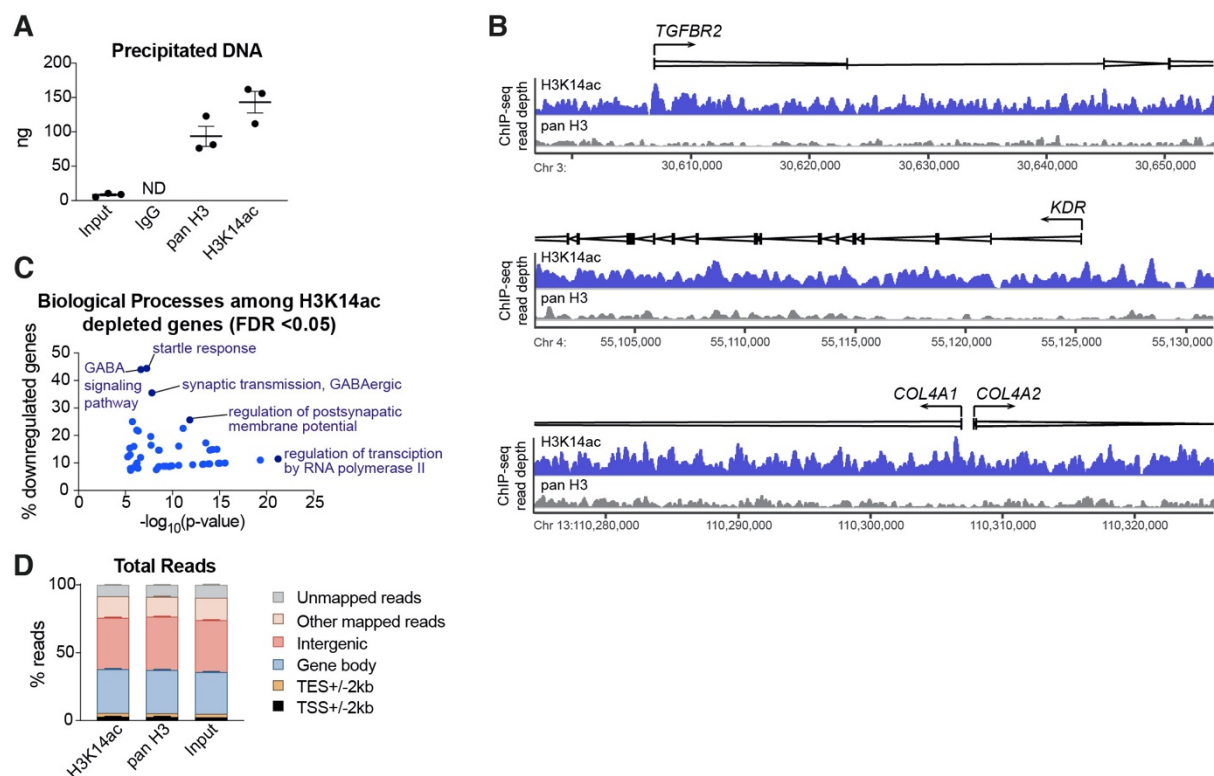 A
Precipitated DNA
200
150
100
50
0
ng
ND
Input
IgG
pan H3
H3K14ac
B
TGFBR2
ChIP-seq
read depth
H3K14ac
pan H3
Chr 3:
30,610,000
30,620,000
30,630,000
30,640,000
30,650,000
KDR
ChIP-seq
read depth
H3K14ac
pan H3
Chr 4:
55,105,000
55,110,000
55,115,000
55,120,000
55,125,000
55,130,000
COL4A1
COL4A2
ChIP-seq
read depth
H3K14ac
pan H3
Chr 13:
110,280,000
110,290,000
110,300,000
110,310,000
110,320,000
C
Biological Processes among H3K14ac
depleted genes (FDR <0.05)
% downregulated genes
50
40
30
20
10
0
startle response
GABA
signaling
pathway
synaptic transmission, GABAergic
regulation of postsynapatic
membrane potential
regulation of transciption
by RNA polymerase II
0
5
10
15
20
25
-log10(p-value)
D
Total Reads
% reads
100
50
0
H3K14ac
pan H3
Input
Unmapped reads
Other mapped reads
Intergenic
Gene body
TES+/-2kb
TSS+/-2kb